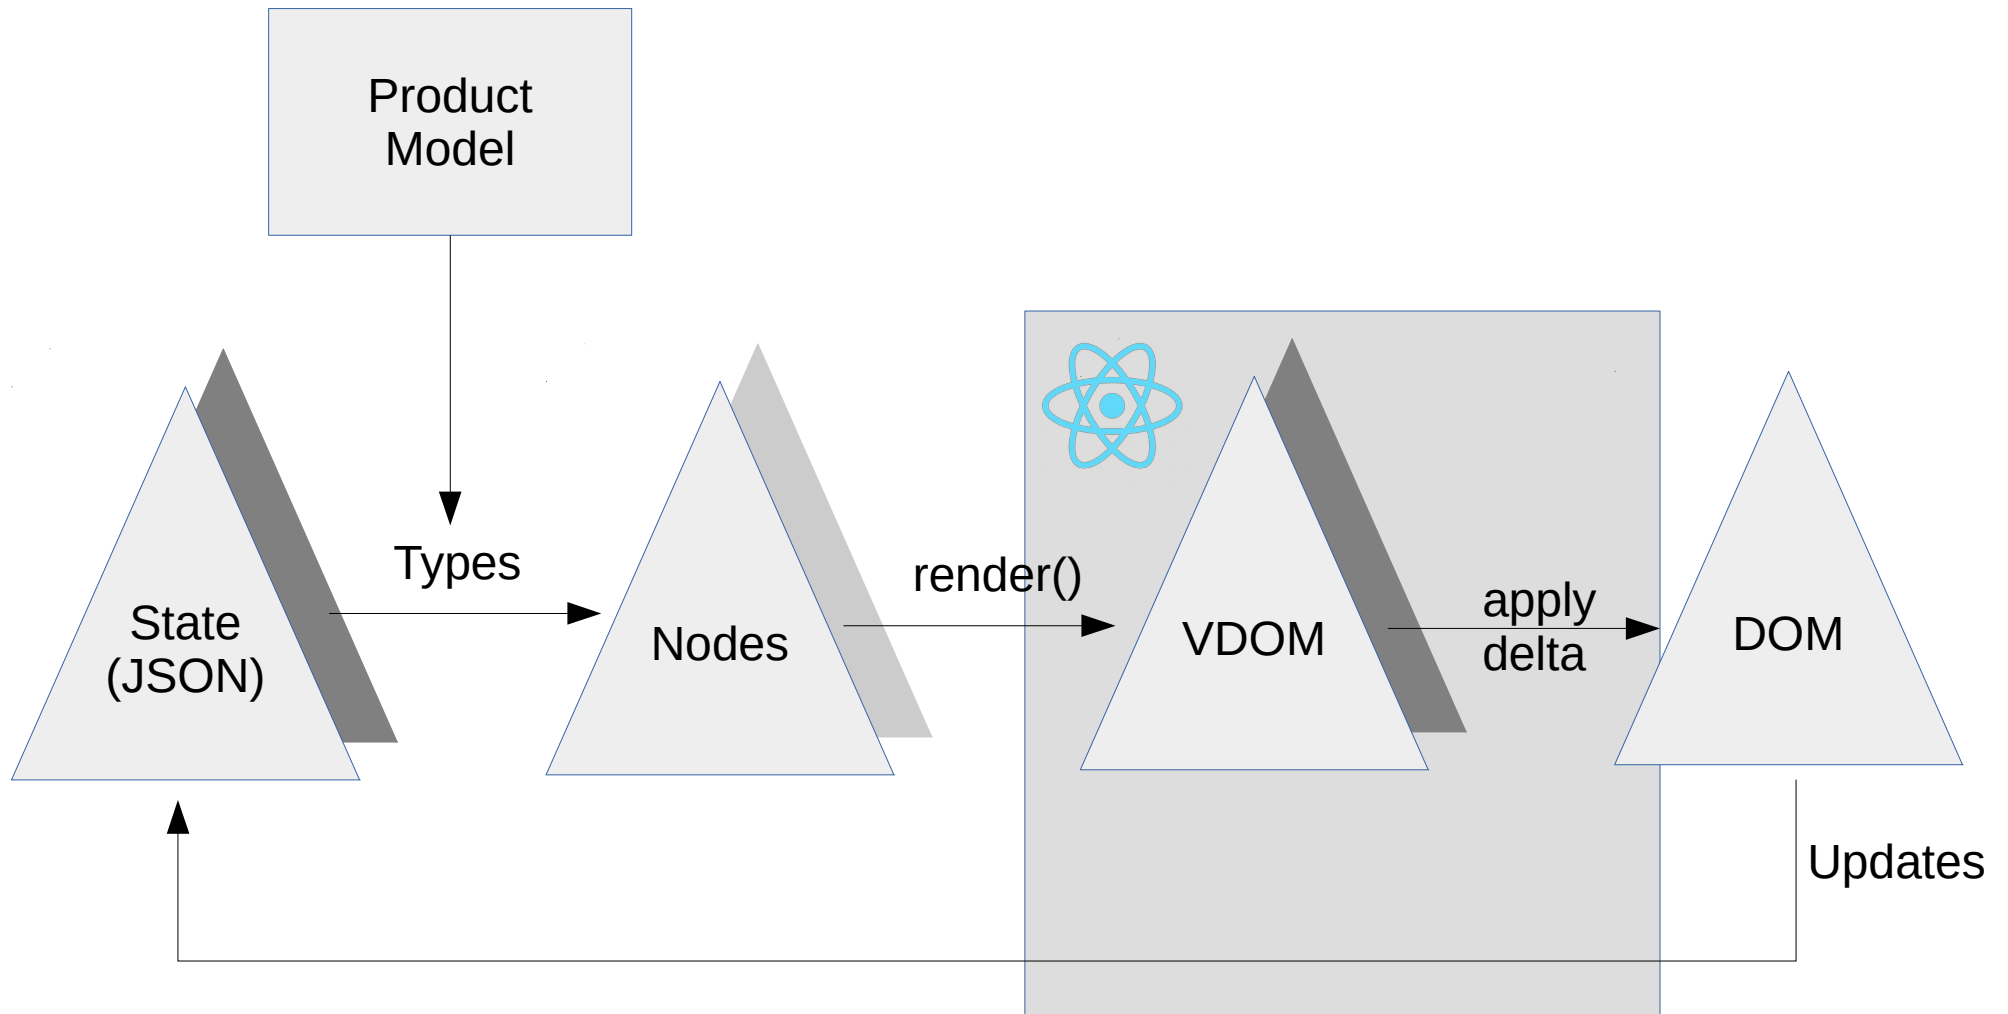 Product
Model
Types
State
(JSON)
Nodes
render()
VDOM
apply
delta
DOM
Updates